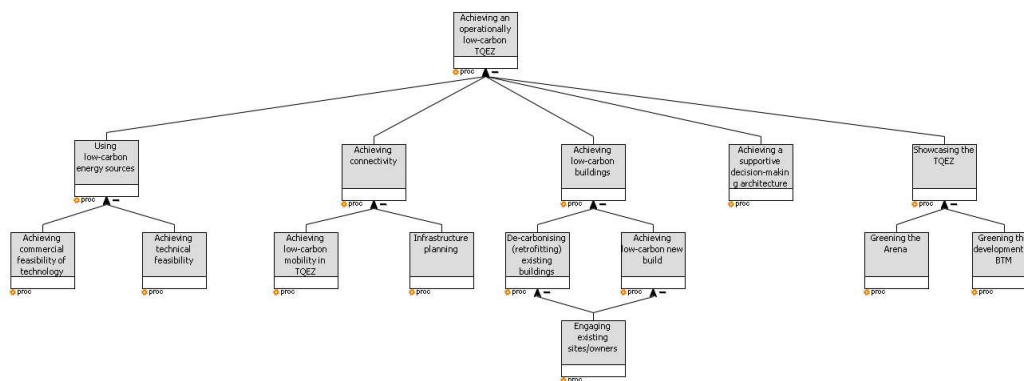 Achieving an
operationally
low-carbon
TQEZ
proc
Using
low-carbon
energy sources
proc
Achieving
connectivity
proc
Achieving
low-carbon
buildings
proc
Achieving a
supportive
decision-makin
g architecture
proc
Showcasing the
TQEZ
proc
Achieving
commercial
feasibility of
technology
proc
Achieving
technical
feasibility
proc
Achieving
low-carbon
mobility in
TQEZ
proc
Infrastructure
planning
proc
De-carbonising
(retrofitting)
existing
buildings
proc
Achieving
low-carbon new
build
proc
Greening the
Arena
proc
Greening the
development
BTM
proc
Engaging
existing
sites/owners
proc